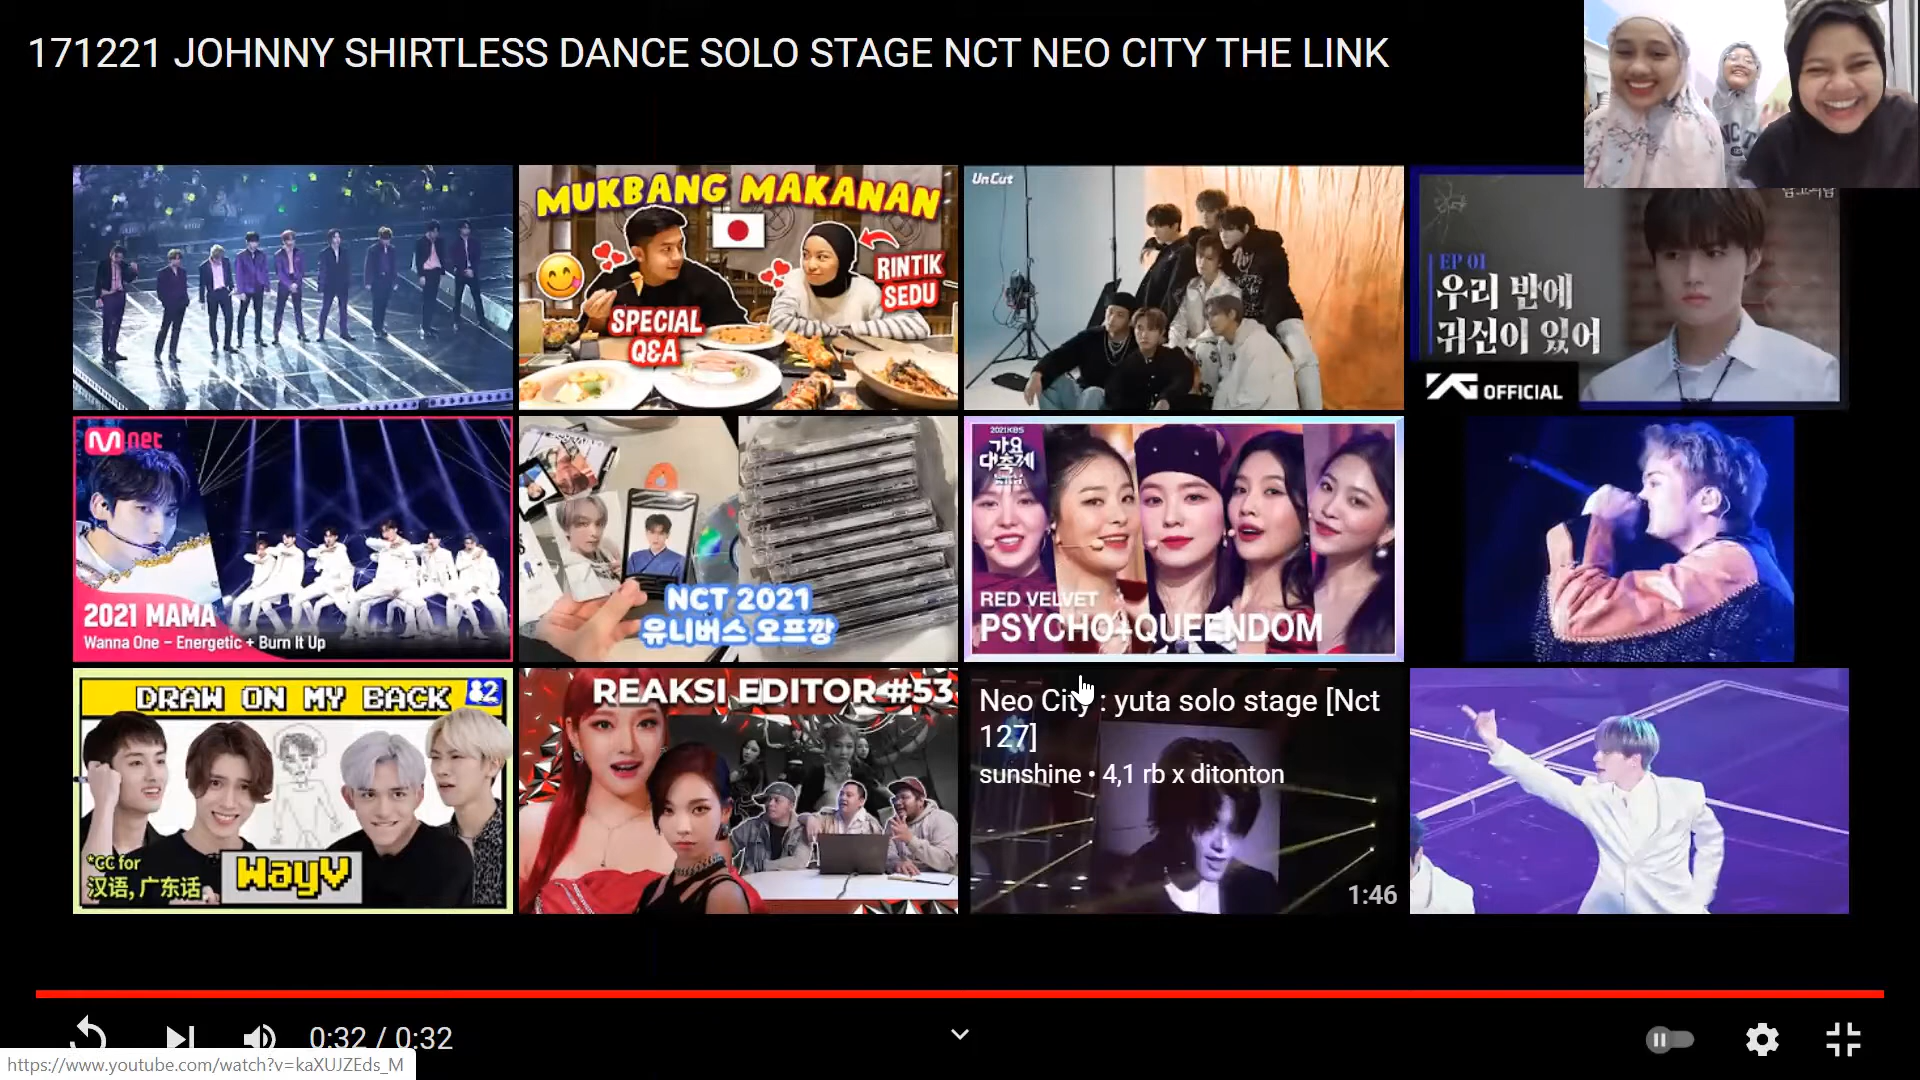 171221 JOHNNY SHIRTLESS DANCE SOLO STAGE NCT NEO CITY THE LINK
MUKBANG MAKANAN
RINTIK
SEDU
SPECIAL
Q&A
UnCut
EP 01
우리 반에
귀신이 있어
YG OFFICIAL
Mnet
2021 MAMA
Wanna One – Energetic + Burn It Up
NCT 2021
유니버스 오프깡
2021 KBS
가요
대축제
RED VELVET
PSYCHO+QUEENDOM
DRAW ON MY BACK
*CC for
汉语, 广东话
WayV
REAKSI EDITOR #53
Neo City : yuta solo stage [Nct
127]
sunshine • 4,1 rb x ditonton
1:46
0:32 / 0:32
https://www.youtube.com/watch?v=kaXUJZEds_M